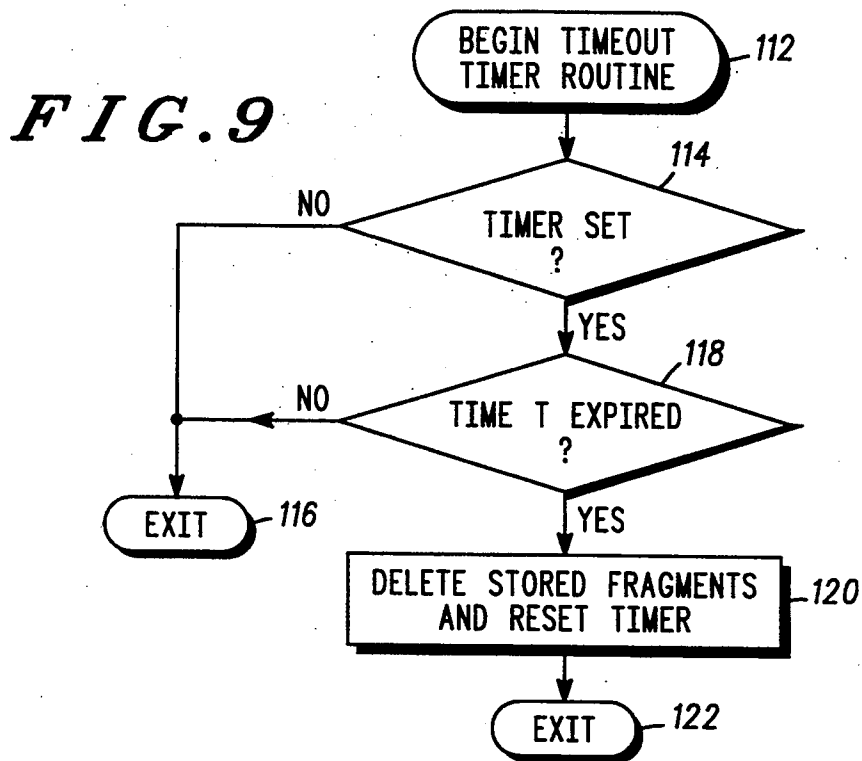 BEGIN TIMEOUT
TIMER ROUTINE
112
FIG.9
114
NO
TIMER SET
?
YES
118
NO
TIME T EXPIRED
?
EXIT
116
YES
DELETE STORED FRAGMENTS
AND RESET TIMER
120
EXIT
122